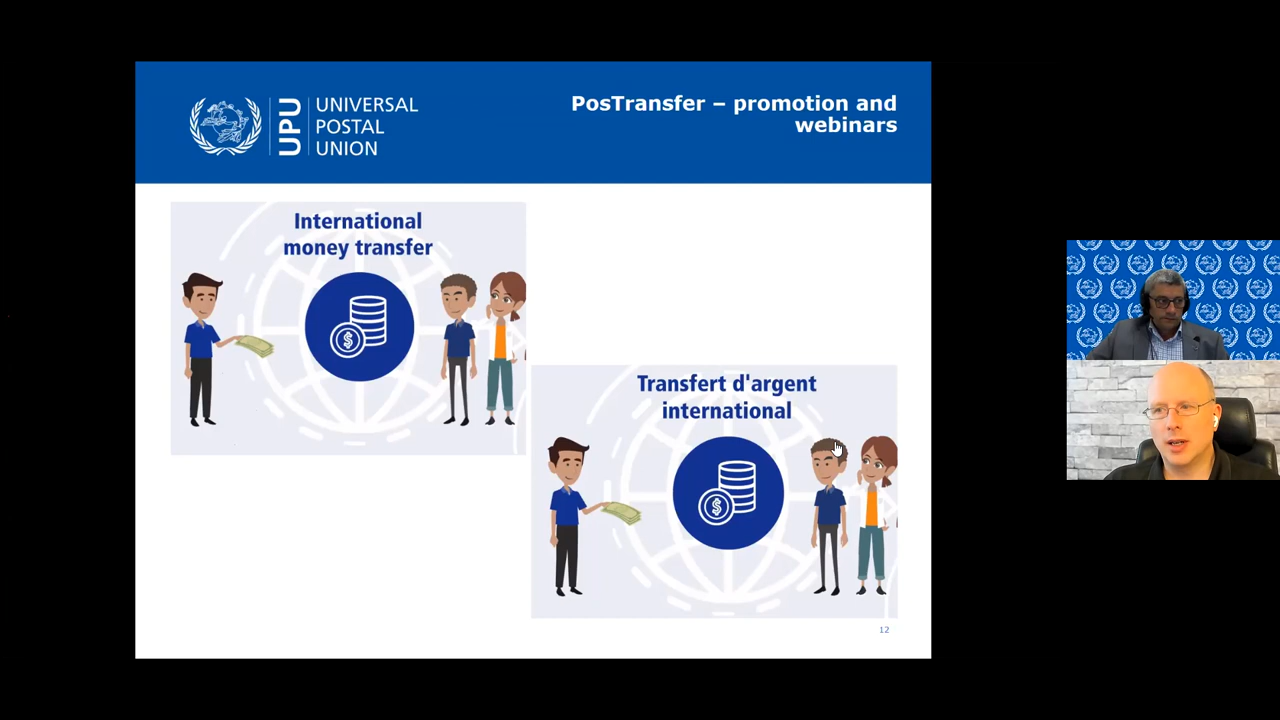 UPU
UNIVERSAL
POSTAL
UNION
PosTransfer – promotion and
webinars
International
money transfer
$
Transfert d'argent
international
$
12